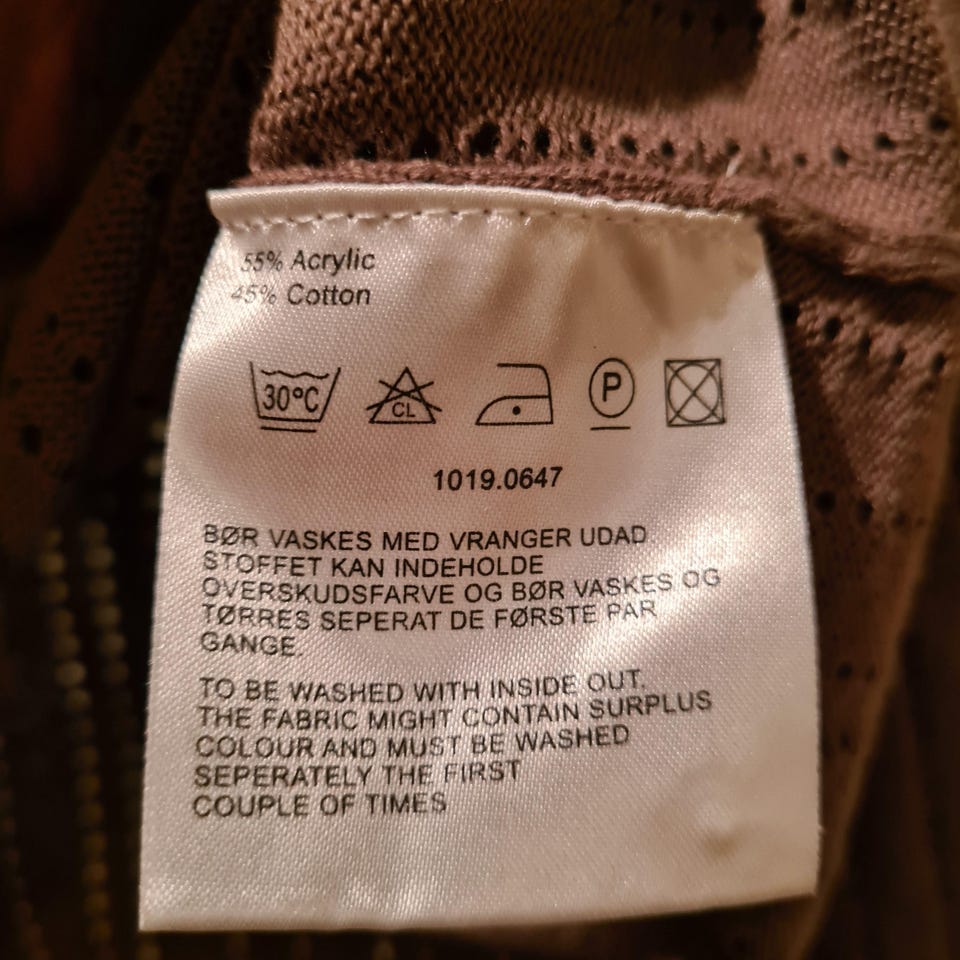 55% Acrylic
45% Cotton
30°C CL P
1019.0647
BØR VASKES MED VRANGER UDAD
STOFFET KAN INDEHOLDE
OVERSKUDSFARVE OG BØR VASKES OG
TØRRES SEPERAT DE FØRSTE PAR
GANGE.
TO BE WASHED WITH INSIDE OUT.
THE FABRIC MIGHT CONTAIN SURPLUS
COLOUR AND MUST BE WASHED
SEPERATELY THE FIRST
COUPLE OF TIMES